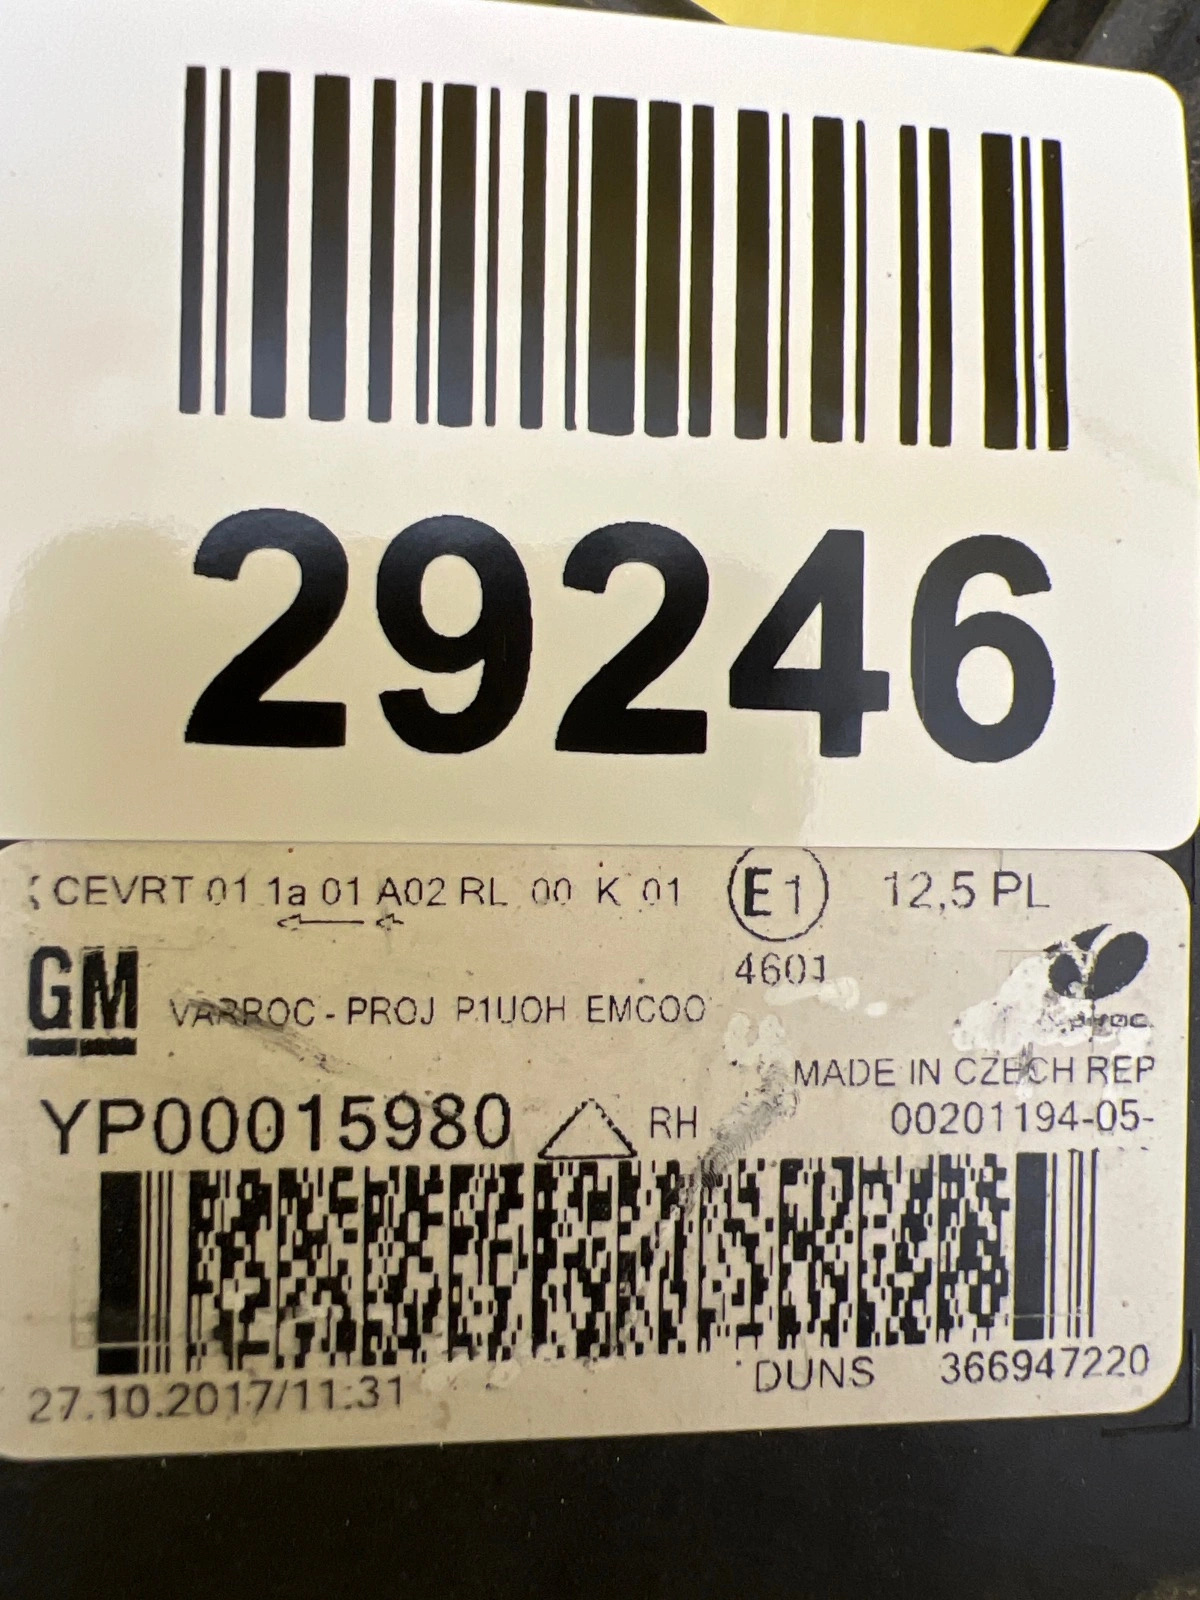 29246
CEVRT 01 1a 01 A02 RL 00 K 01 E1 12,5 PL
4601
GM VARROC - PROJ P1UOH EMCOO
MADE IN CZECH REP
YP00015980 RH 00201194-05-
DUNS 366947220
27.10.2017/11:31